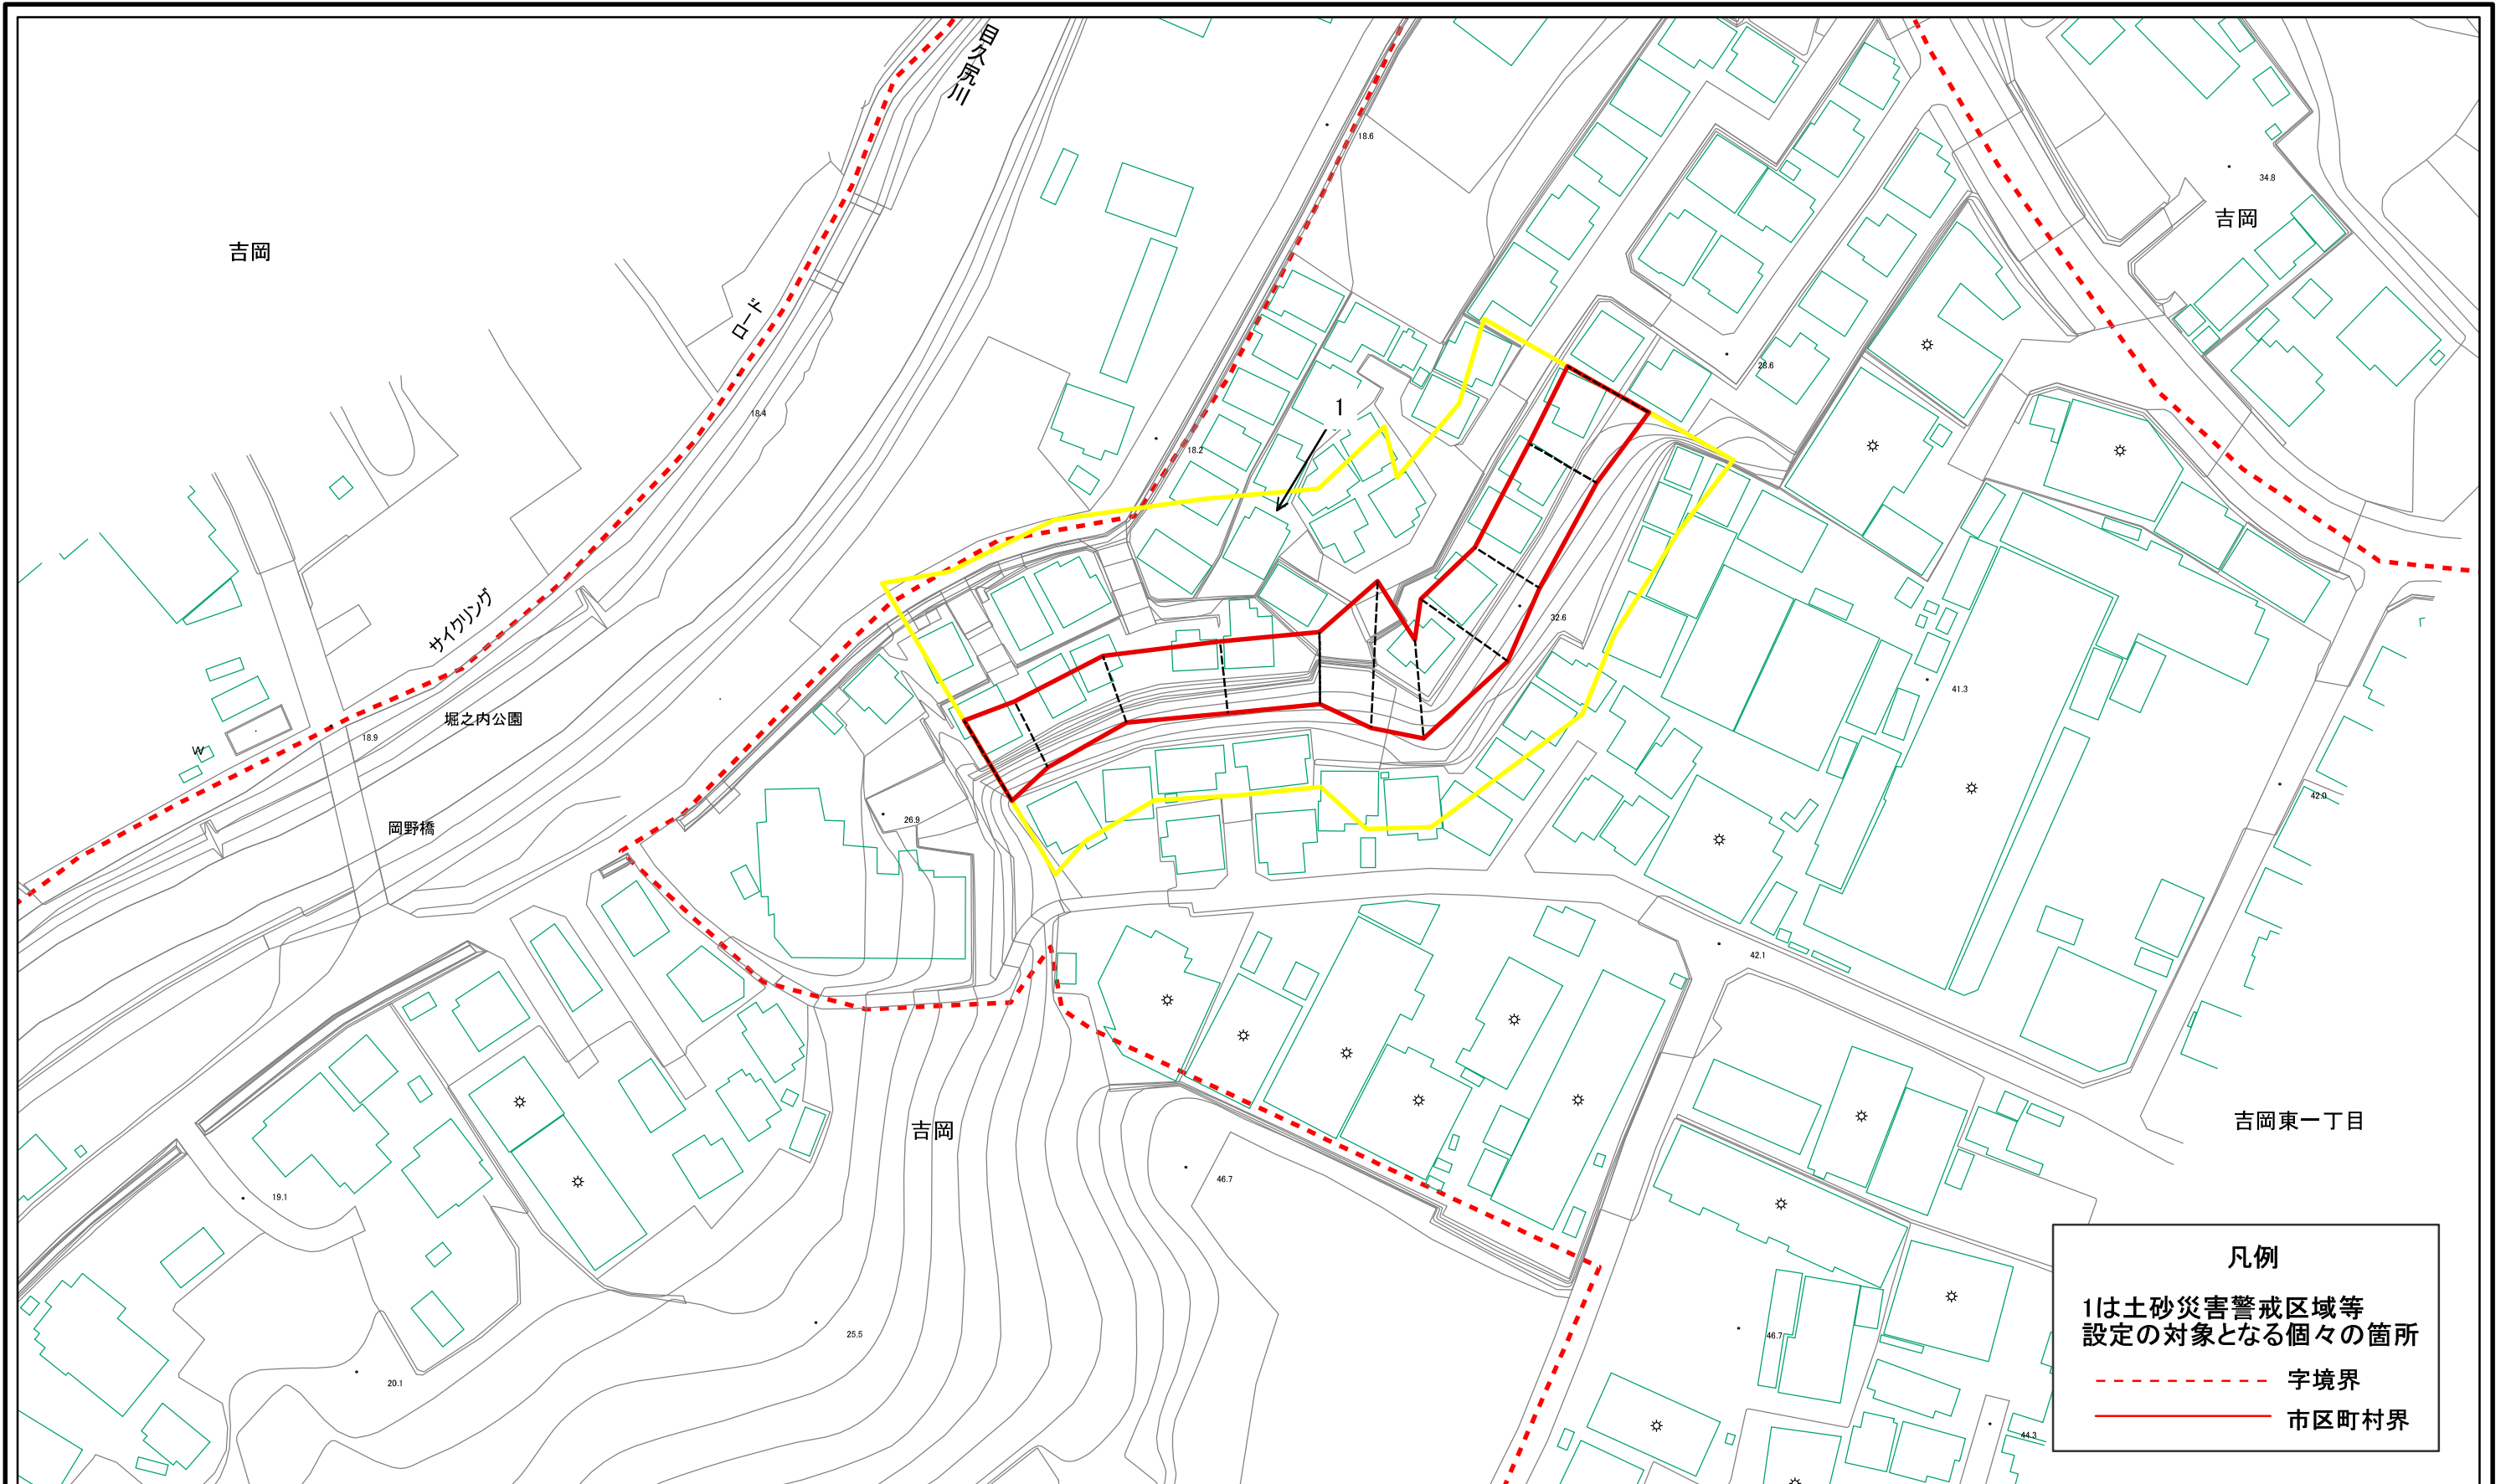 目久尻川
18.6
34.8
吉岡
吉岡
ロード
28.6
18.4
1
18.2
32.6
サイクリング
41.3
堀之内公園
18.9
W
42.9
岡野橋
26.9
42.1
吉岡
吉岡東一丁目
46.7
19.1
25.5
46.7
20.1
44.3
凡例
1は土砂災害警戒区域等
設定の対象となる個々の箇所
字境界
市区町村界